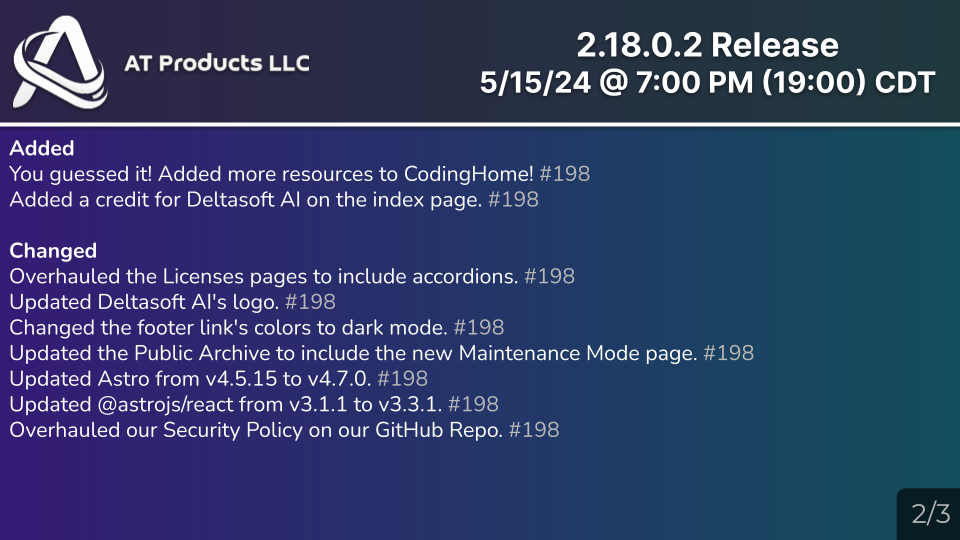 AT Products LLC
2.18.0.2 Release
5/15/24 @ 7:00 PM (19:00) CDT
Added
You guessed it! Added more resources to CodingHome! #198
Added a credit for Deltasoft AI on the index page. #198
Changed
Overhauled the Licenses pages to include accordions. #198
Updated Deltasoft AI's logo. #198
Changed the footer link's colors to dark mode. #198
Updated the Public Archive to include the new Maintenance Mode page. #198
Updated Astro from v4.5.15 to v4.7.0. #198
Updated @astrojs/react from v3.1.1 to v3.3.1. #198
Overhauled our Security Policy on our GitHub Repo. #198
2/3